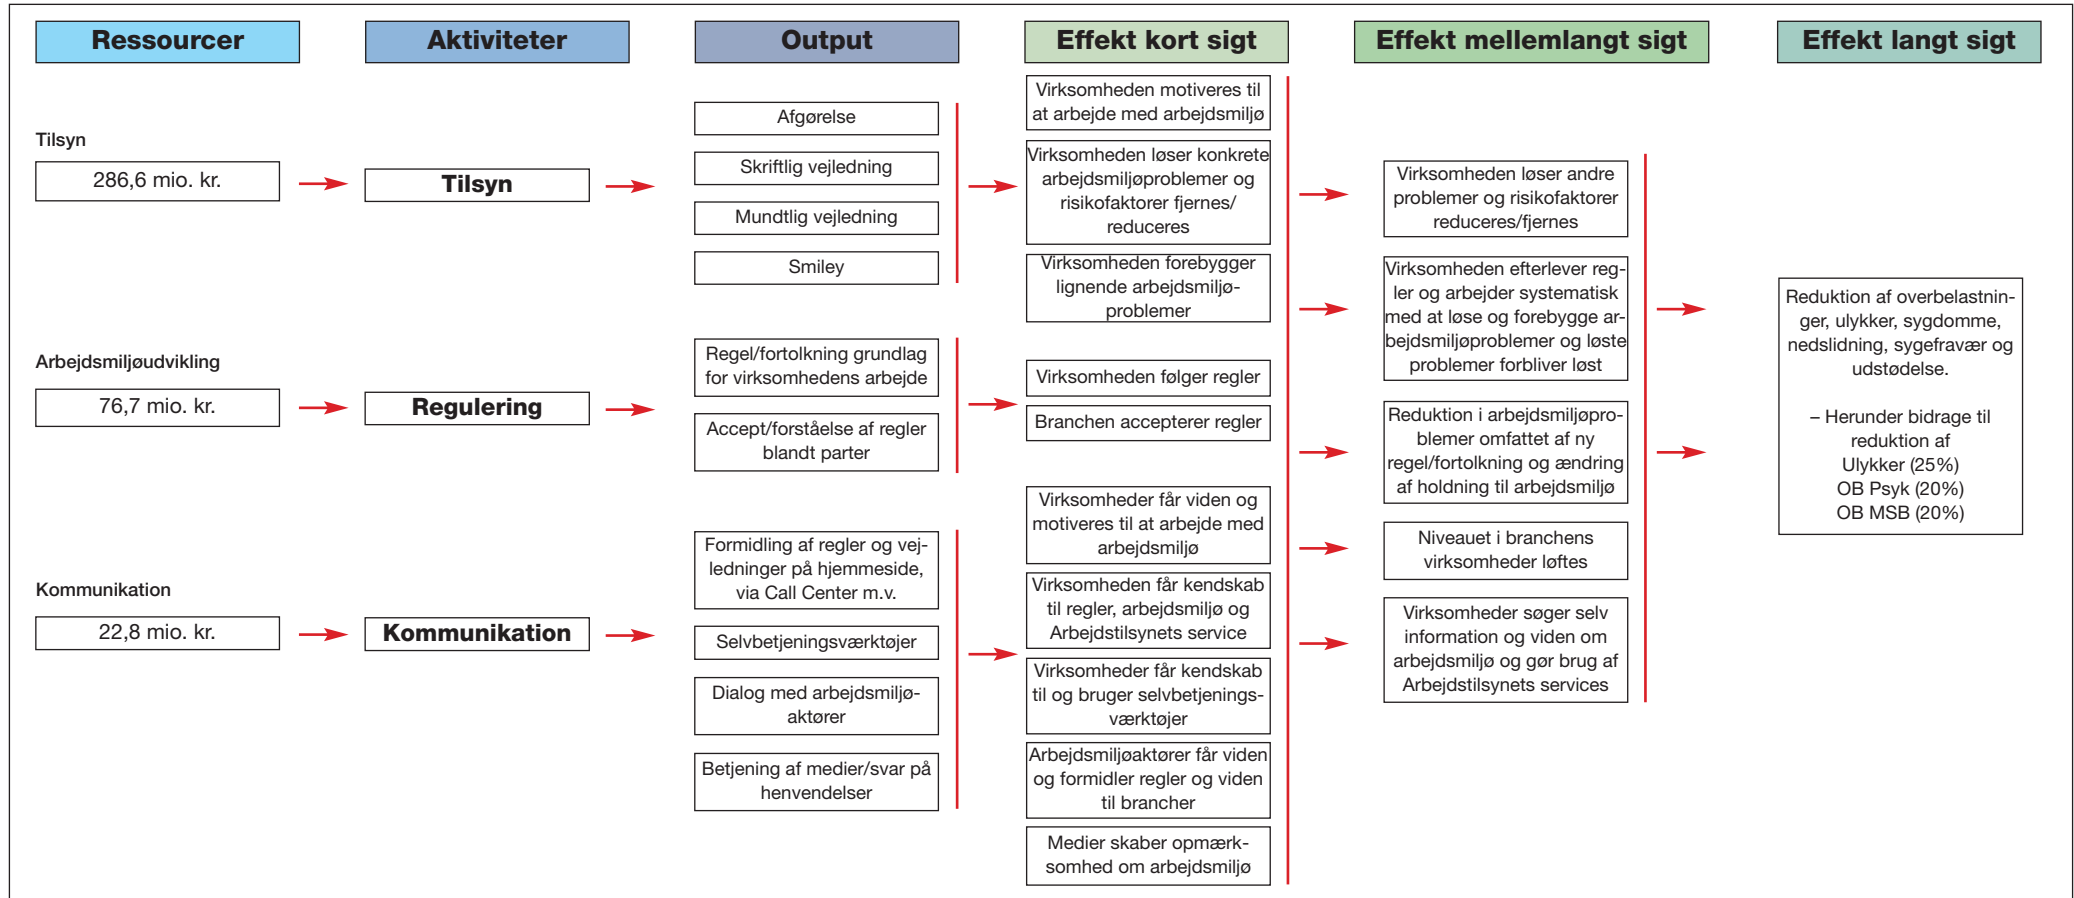 Ressourcer
Aktiviteter
Output
Effekt kort sigt
Effekt mellemlangt sigt
Effekt langt sigt
Tilsyn
286,6 mio. kr.
Tilsyn
Afgørelse
Skriftlig vejledning
Mundtlig vejledning
Smiley
Virksomheden motiveres til
at arbejde med arbejdsmiljø
Virksomheden løser konkrete
arbejdsmiljøproblemer og
risikofaktorer fjernes/
reduceres
Virksomheden forebygger
lignende arbejdsmiljø-
problemer
Arbejdsmiljøudvikling
76,7 mio. kr.
Regulering
Regel/fortolkning grundlag
for virksomhedens arbejde
Accept/forståelse af regler
blandt parter
Virksomheden følger regler
Branchen accepterer regler
Kommunikation
22,8 mio. kr.
Kommunikation
Formidling af regler og vej-
ledninger på hjemmeside,
via Call Center m.v.
Selvbetjeningsværktøjer
Dialog med arbejdsmiljø-
aktører
Betjening af medier/svar på
henvendelser
Virksomheder får viden og
motiveres til at arbejde med
arbejdsmiljø
Virksomheden får kendskab
til regler, arbejdsmiljø og
Arbejdstilsynets service
Virksomheder får kendskab
til og bruger selvbetjenings-
værktøjer
Arbejdsmiljøaktører får viden
og formidler regler og viden
til brancher
Medier skaber opmærk-
somhed om arbejdsmiljø
Virksomheden løser andre
problemer og risikofaktorer
reduceres/fjernes
Virksomheden efterlever reg-
ler og arbejder systematisk
med at løse og forebygge ar-
bejdsmiljøproblemer og løste
problemer forbliver løst
Reduktion i arbejdsmiljøpro-
blemer omfattet af ny
regel/fortolkning og ændring
af holdning til arbejdsmiljø
Niveauet i branchens
virksomheder løftes
Virksomheder søger selv
information og viden om
arbejdsmiljø og gør brug af
Arbejdstilsynets services
Reduktion af overbelastnin-
ger, ulykker, sygdomme,
nedslidning, sygefravær og
udstødelse.
– Herunder bidrage til
reduktion af
Ulykker (25%)
OB Psyk (20%)
OB MSB (20%)